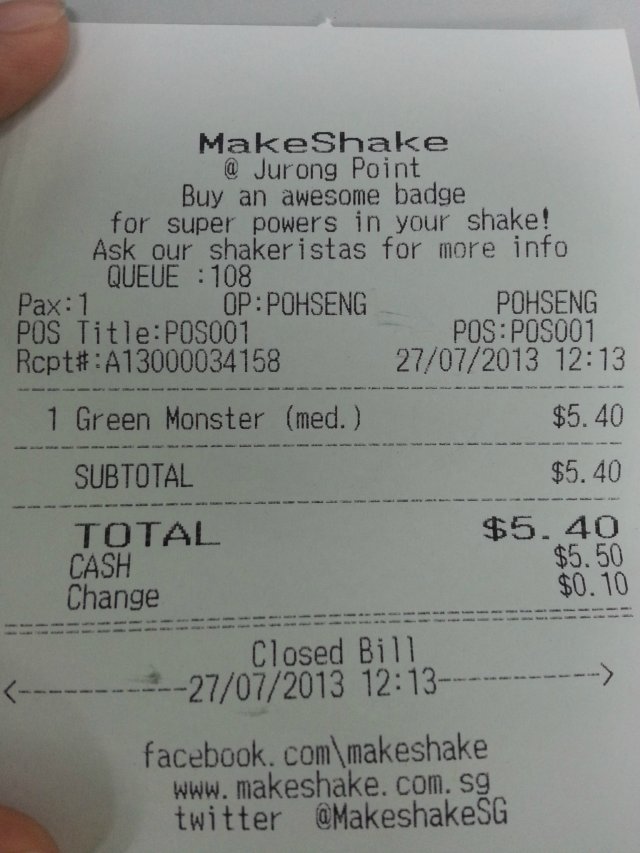 MakeShake
@ Jurong Point
Buy an awesome badge
for super powers in your shake!
Ask our shakeristas for more info
QUEUE :108
Pax:1 OP:POHSENG POHSENG
POS Title:POS001 POS:POS001
Rcpt#:A13000034158 27/07/2013 12:13
1 Green Monster (med.) $5.40
SUBTOTAL $5.40
TOTAL $5.40
CASH $5.50
Change $0.10
Closed Bill
<-----------27/07/2013 12:13----------->
facebook.com\makeshake
www.makeshake.com.sg
twitter @MakeshakeSG